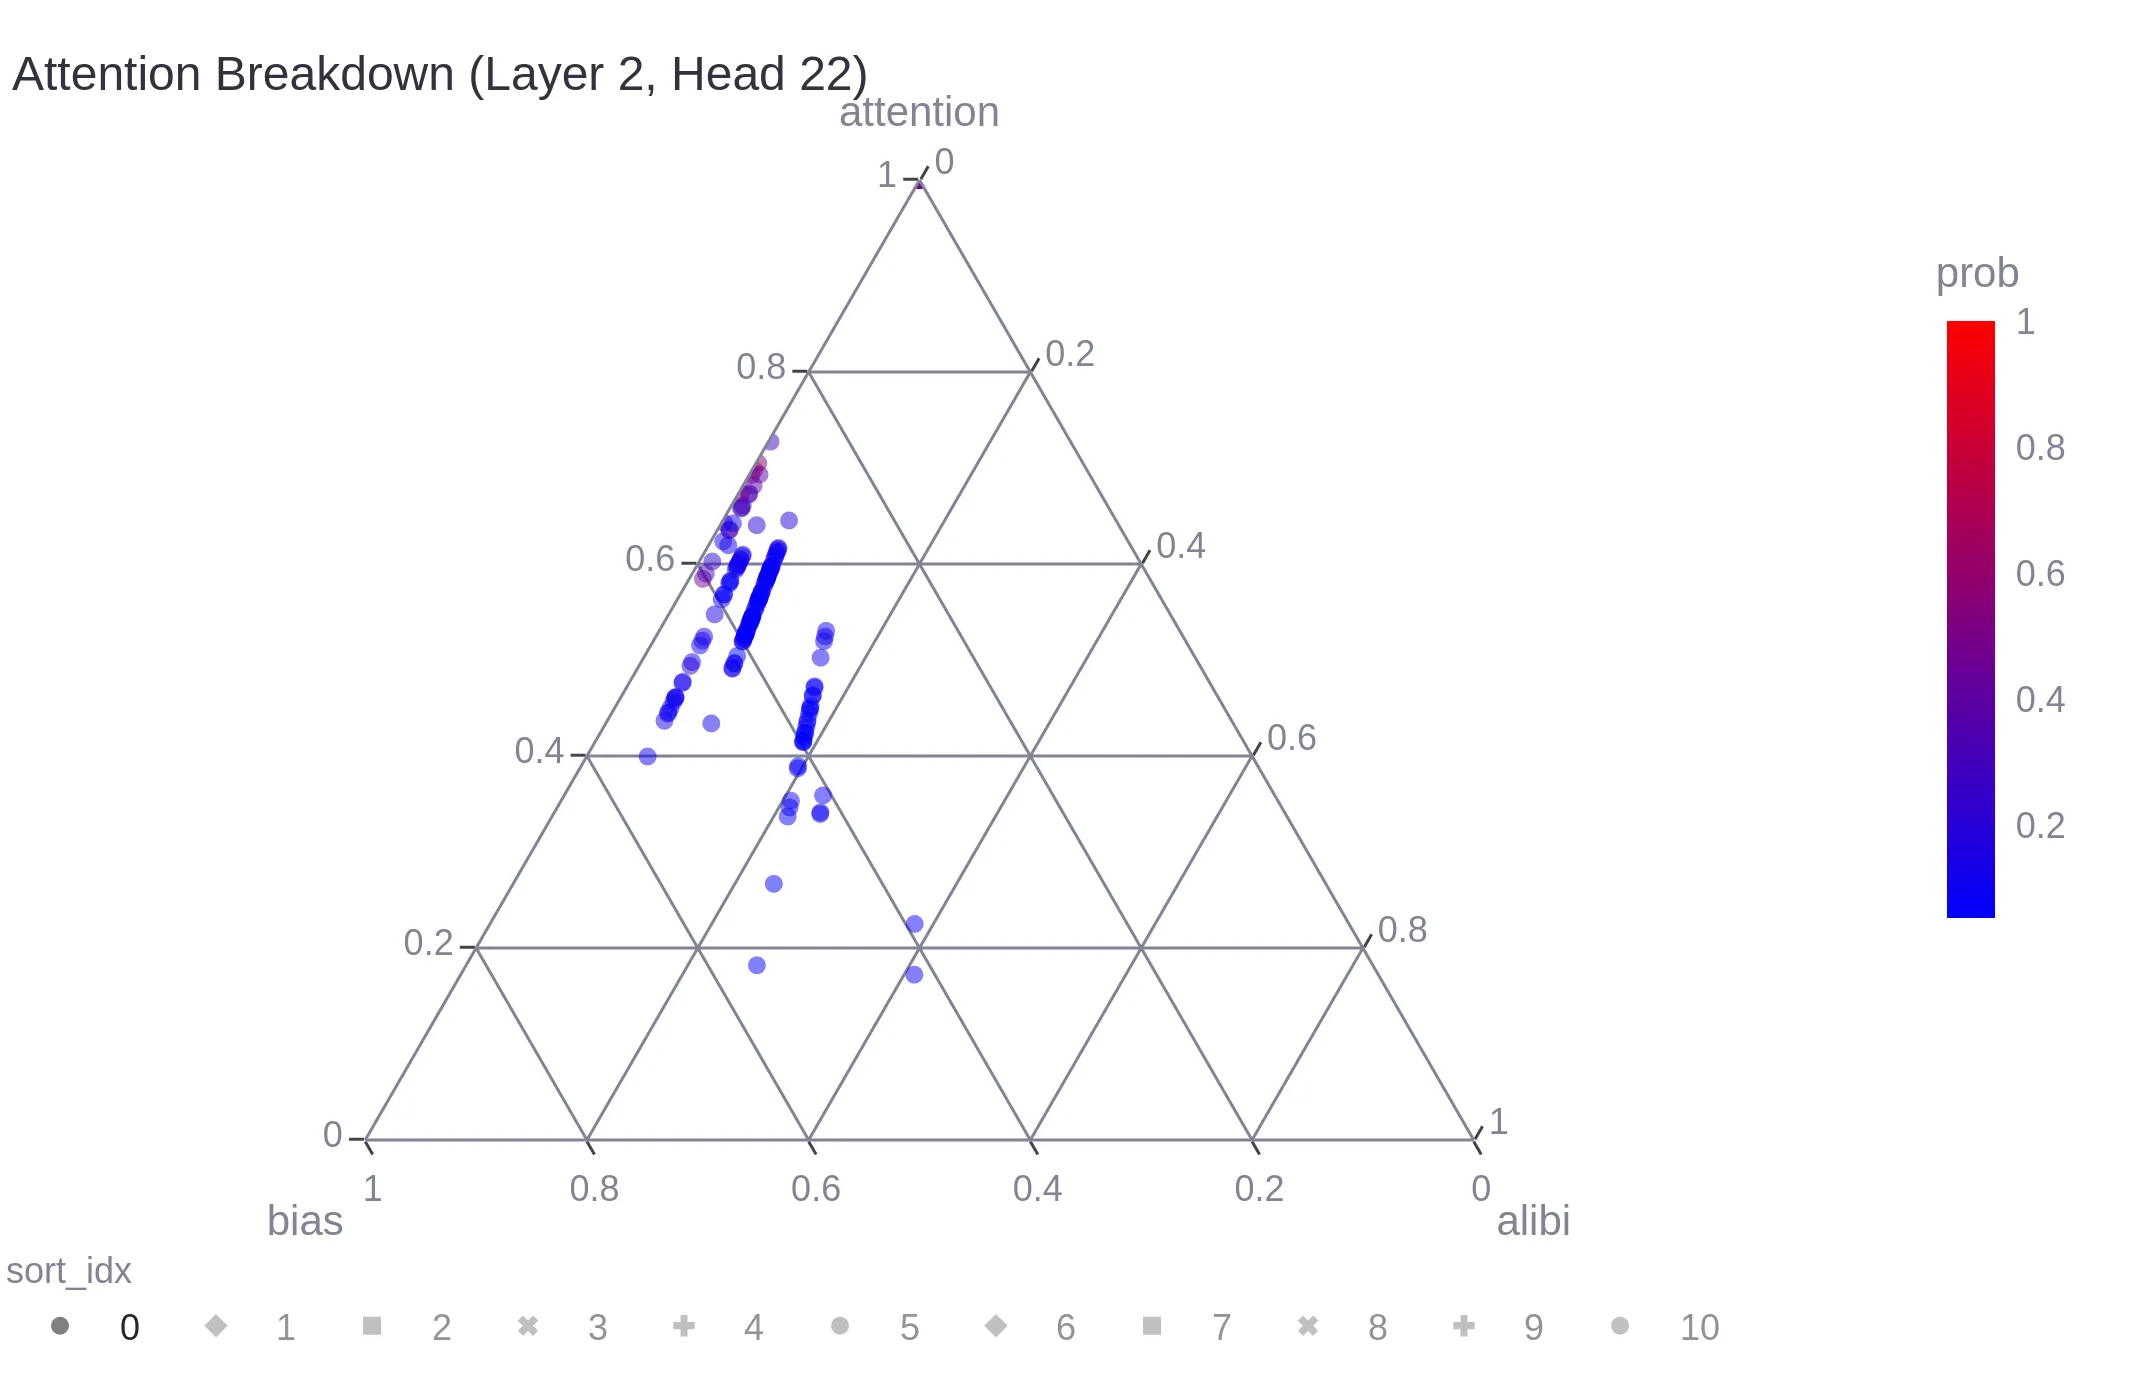 Attention Breakdown (Layer 2, Head 22)
attention
1 0
prob
1
0.8 0.2
0.8
0.6 0.4
0.6
0.4 0.6
0.4
0.2 0.8
0.2
0 1
1 0.8 0.6 0.4 0.2 0
bias alibi
sort_idx
0 1 2 3 4 5 6 7 8 9 10